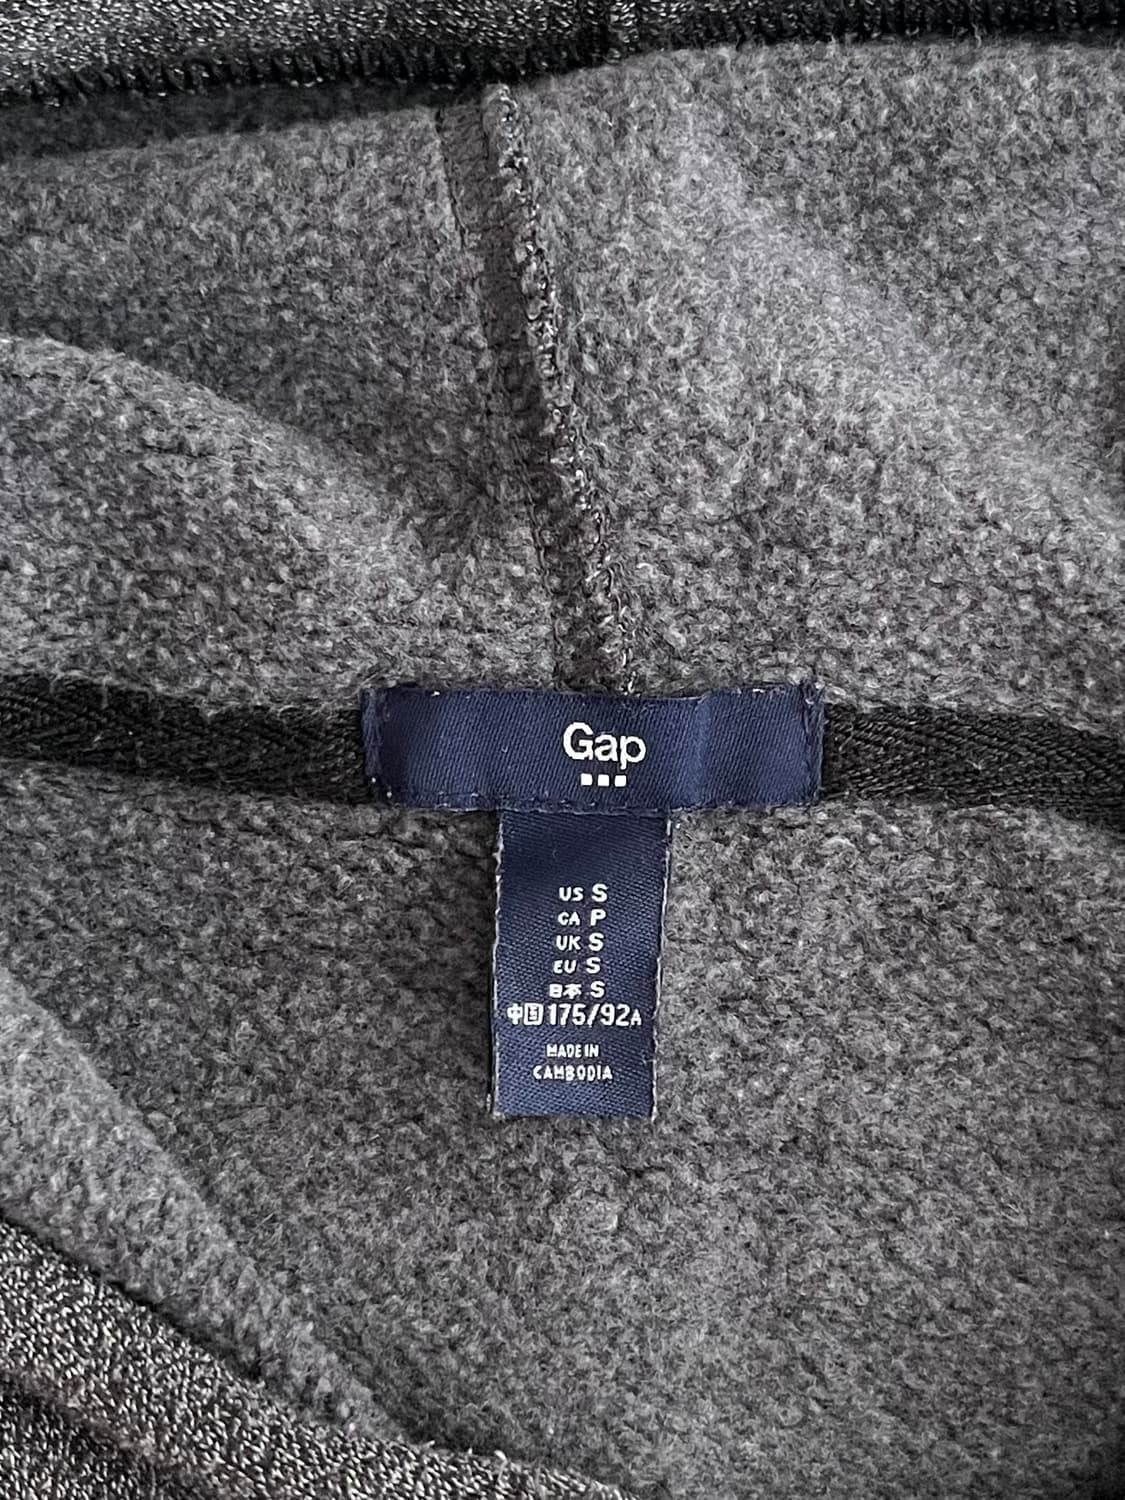 Gap
US S
CA P
UK S
EU S
日本 S
中国 175/92A
MADE IN
CAMBODIA